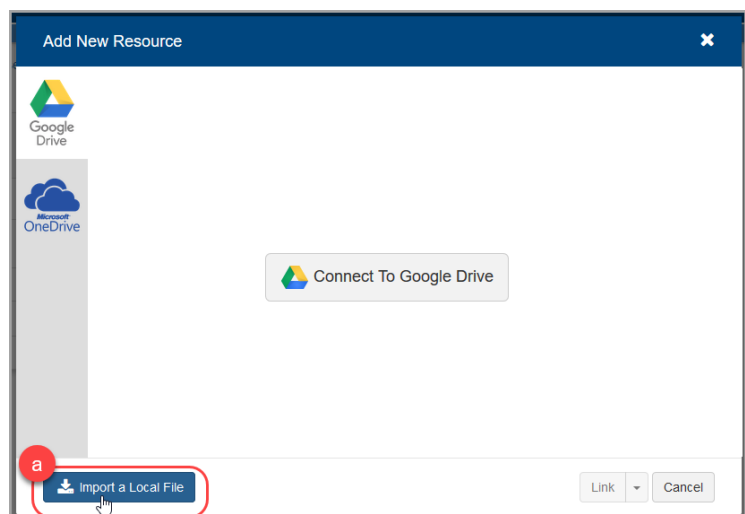 Add New Resource
Google
Drive
Microsoft
OneDrive
Connect To Google Drive
a
Import a Local File
Link
Cancel